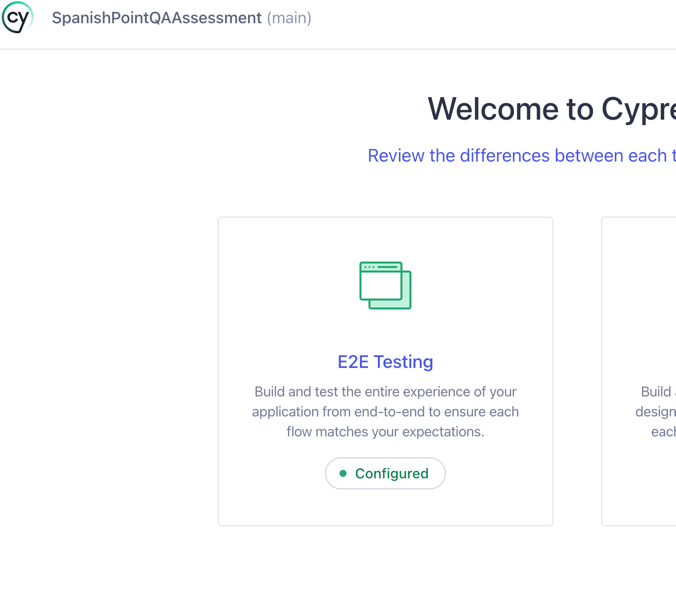 cy SpanishPointQAAssessment (main)
Welcome to Cypre
Review the differences between each t
E2E Testing
Build and test the entire experience of your
application from end-to-end to ensure each
flow matches your expectations.
Configured
Build
design
each